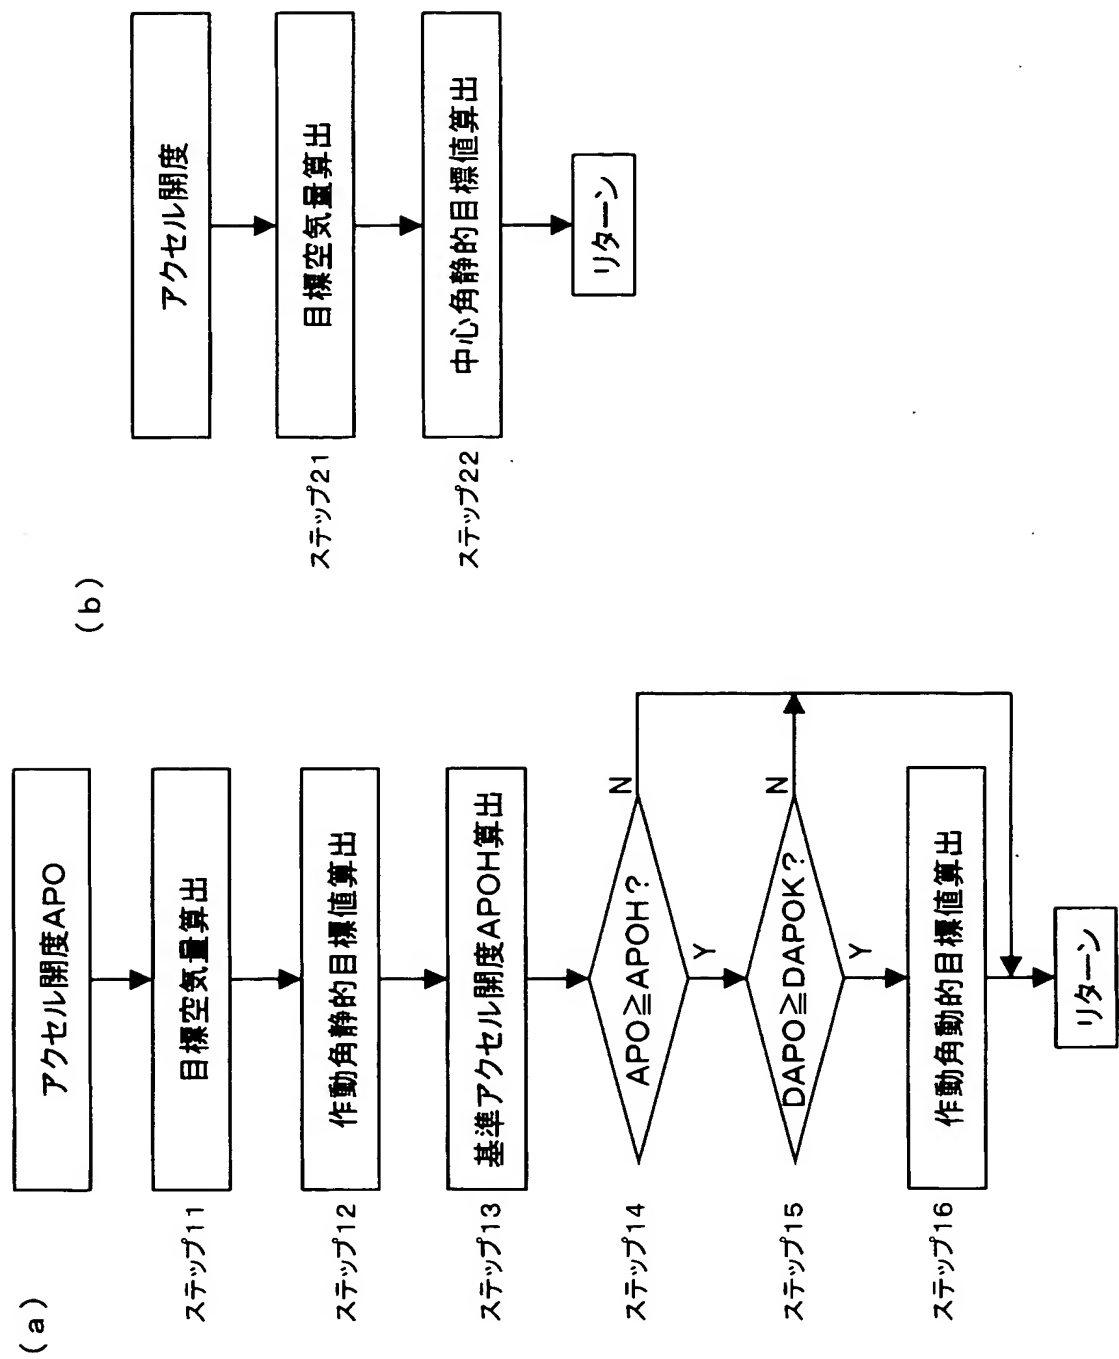 (a)
アクセル開度APO
ステップ11
目標空気量算出
ステップ12
作動角静的目標値算出
ステップ13
基準アクセル開度APOH算出
ステップ14
APO≧APOH?
N
Y
ステップ15
DAPO≧DAPOK?
N
Y
ステップ16
作動角動的目標値算出
リターン
(b)
アクセル開度
ステップ21
目標空気量算出
ステップ22
中心角静的目標値算出
リターン